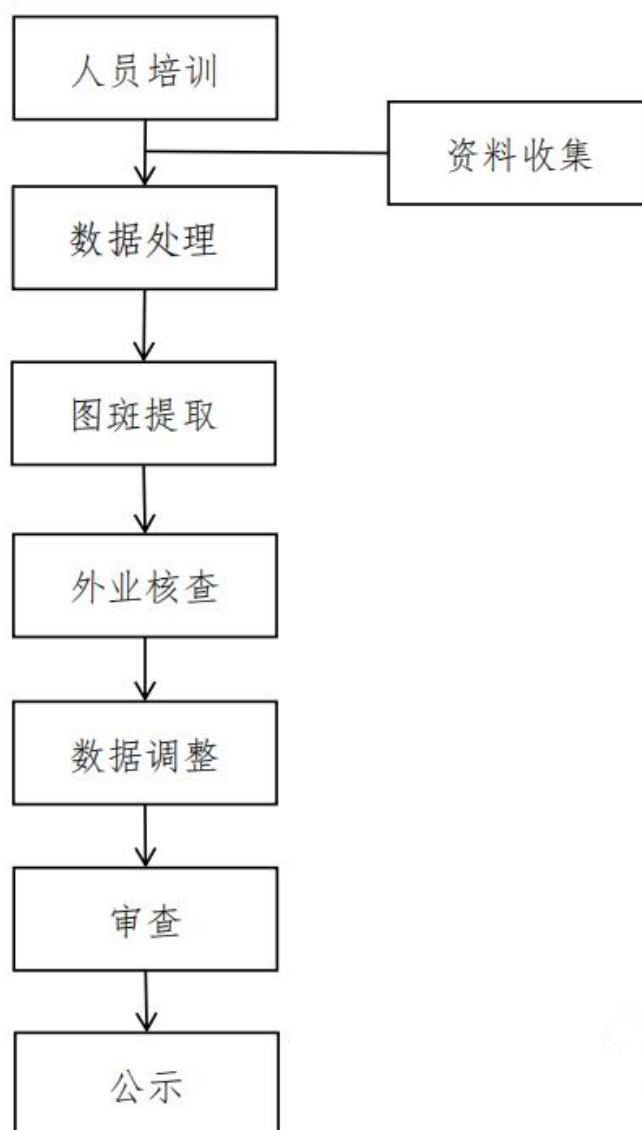 人员培训
资料收集
数据处理
图斑提取
外业核查
数据调整
审查
公示